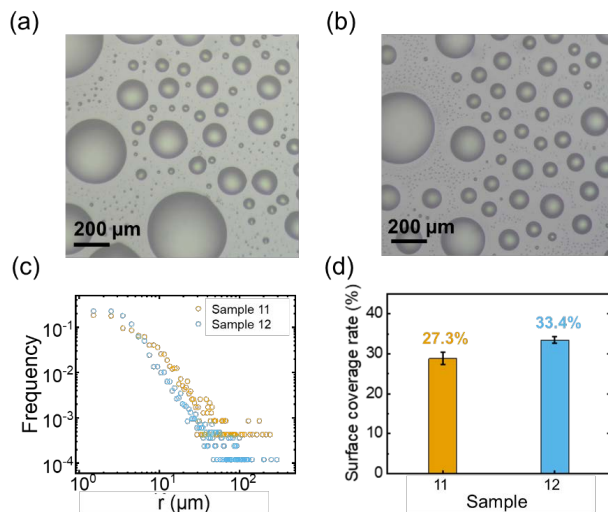 (a)
(b)
200 μm
200 μm
(c)
(d)
Sample 11
Sample 12
Frequency
10⁻¹
10⁻²
10⁻³
10⁻⁴
10⁰
10¹
10²
r (μm)
Surface coverage rate (%)
40
30
20
10
0
27.3%
33.4%
11
12
Sample